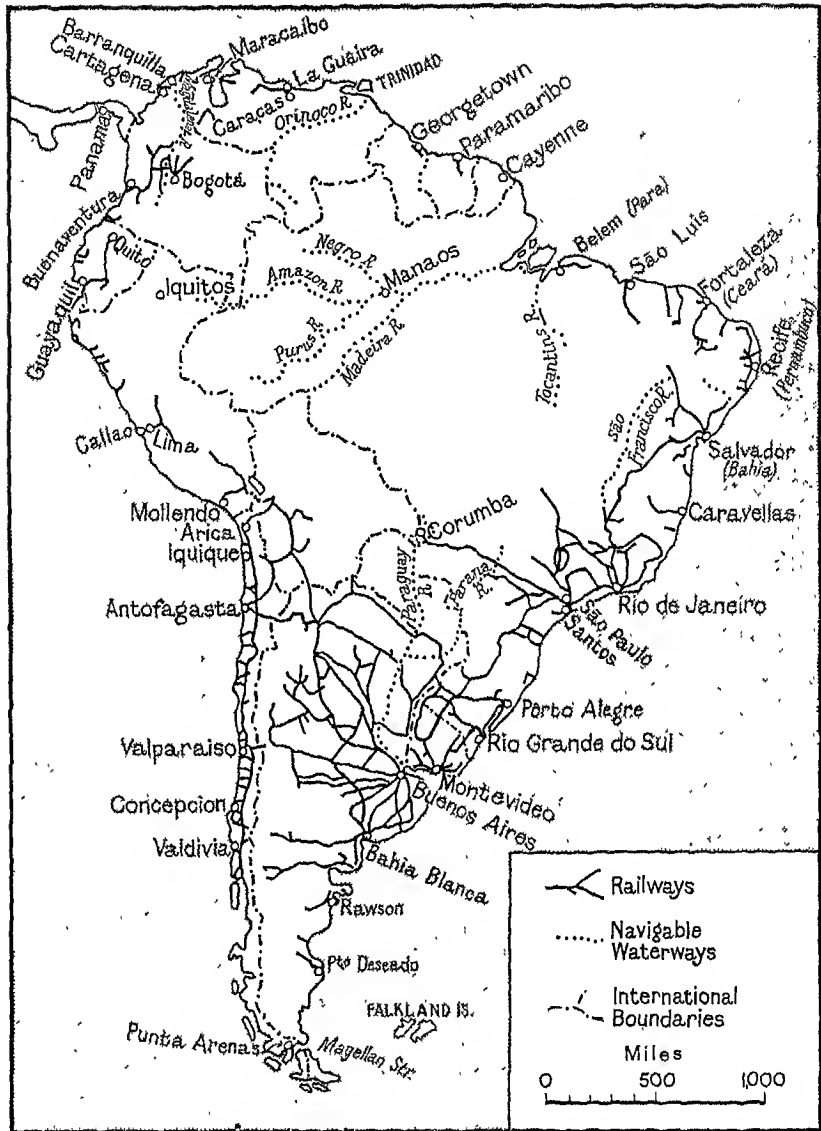 Barranquilla
Cartagena
Maracaibo
La Guaira
TRINIDAD
Caracas
Orinoco R.
Georgetown
Paramaribo
Cayenne
Panama
Bogotá
Buenaventura
Quito
Guayaquil
Iquitos
Negro R.
Amazon R.
Manaos
Purus R.
Madeira R.
Belem (Para)
São Luis
Fortaleza
(Ceará)
Recife
(Pernambuco)
Tocantins R.
São
Francisco R.
Salvador
(Bahia)
Callao
Lima
Mollendo
Arica
Iquique
Corumba
Caravellas
Antofagasta
Paraguay
R.
Parana
R.
Rio de Janeiro
São Paulo
Santos
Porto Alegre
Rio Grande do Sul
Valparaiso
Montevideo
Buenos Aires
Concepcion
Valdivia
Bahia Blanca
Rawson
Pto Deseado
FALKLAND IS.
Punta Arenas
Magellan Str.
Railways
Navigable
Waterways
International
Boundaries
Miles
0 500 1,000